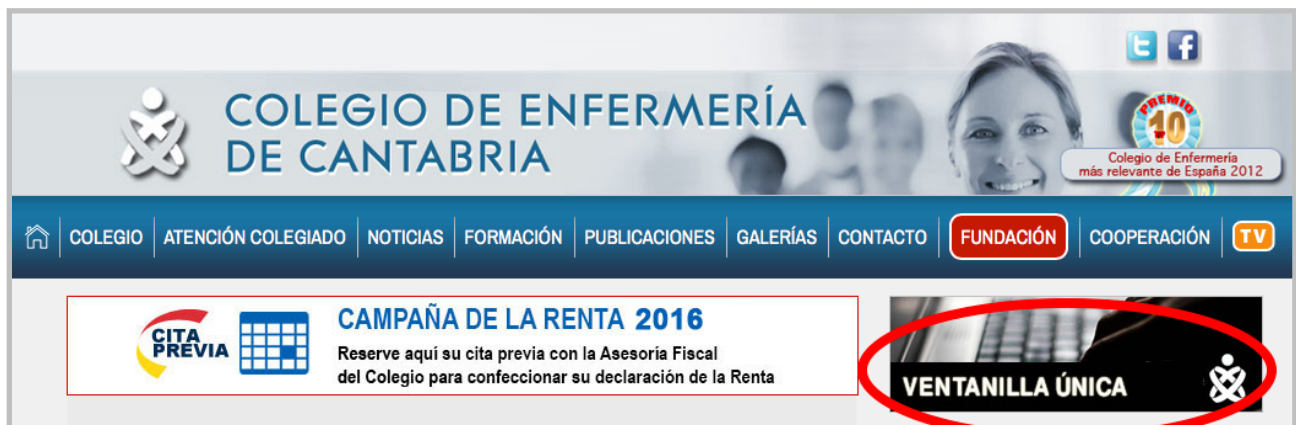 COLEGIO DE ENFERMERÍA
DE CANTABRIA
PREMIO
10
Colegio de Enfermería
más relevante de España 2012
COLEGIO ATENCIÓN COLEGIADO NOTICIAS FORMACIÓN PUBLICACIONES GALERÍAS CONTACTO FUNDACIÓN COOPERACIÓN TV
CITA
PREVIA
CAMPAÑA DE LA RENTA 2016
Reserve aquí su cita previa con la Asesoría Fiscal
del Colegio para confeccionar su declaración de la Renta
VENTANILLA ÚNICA